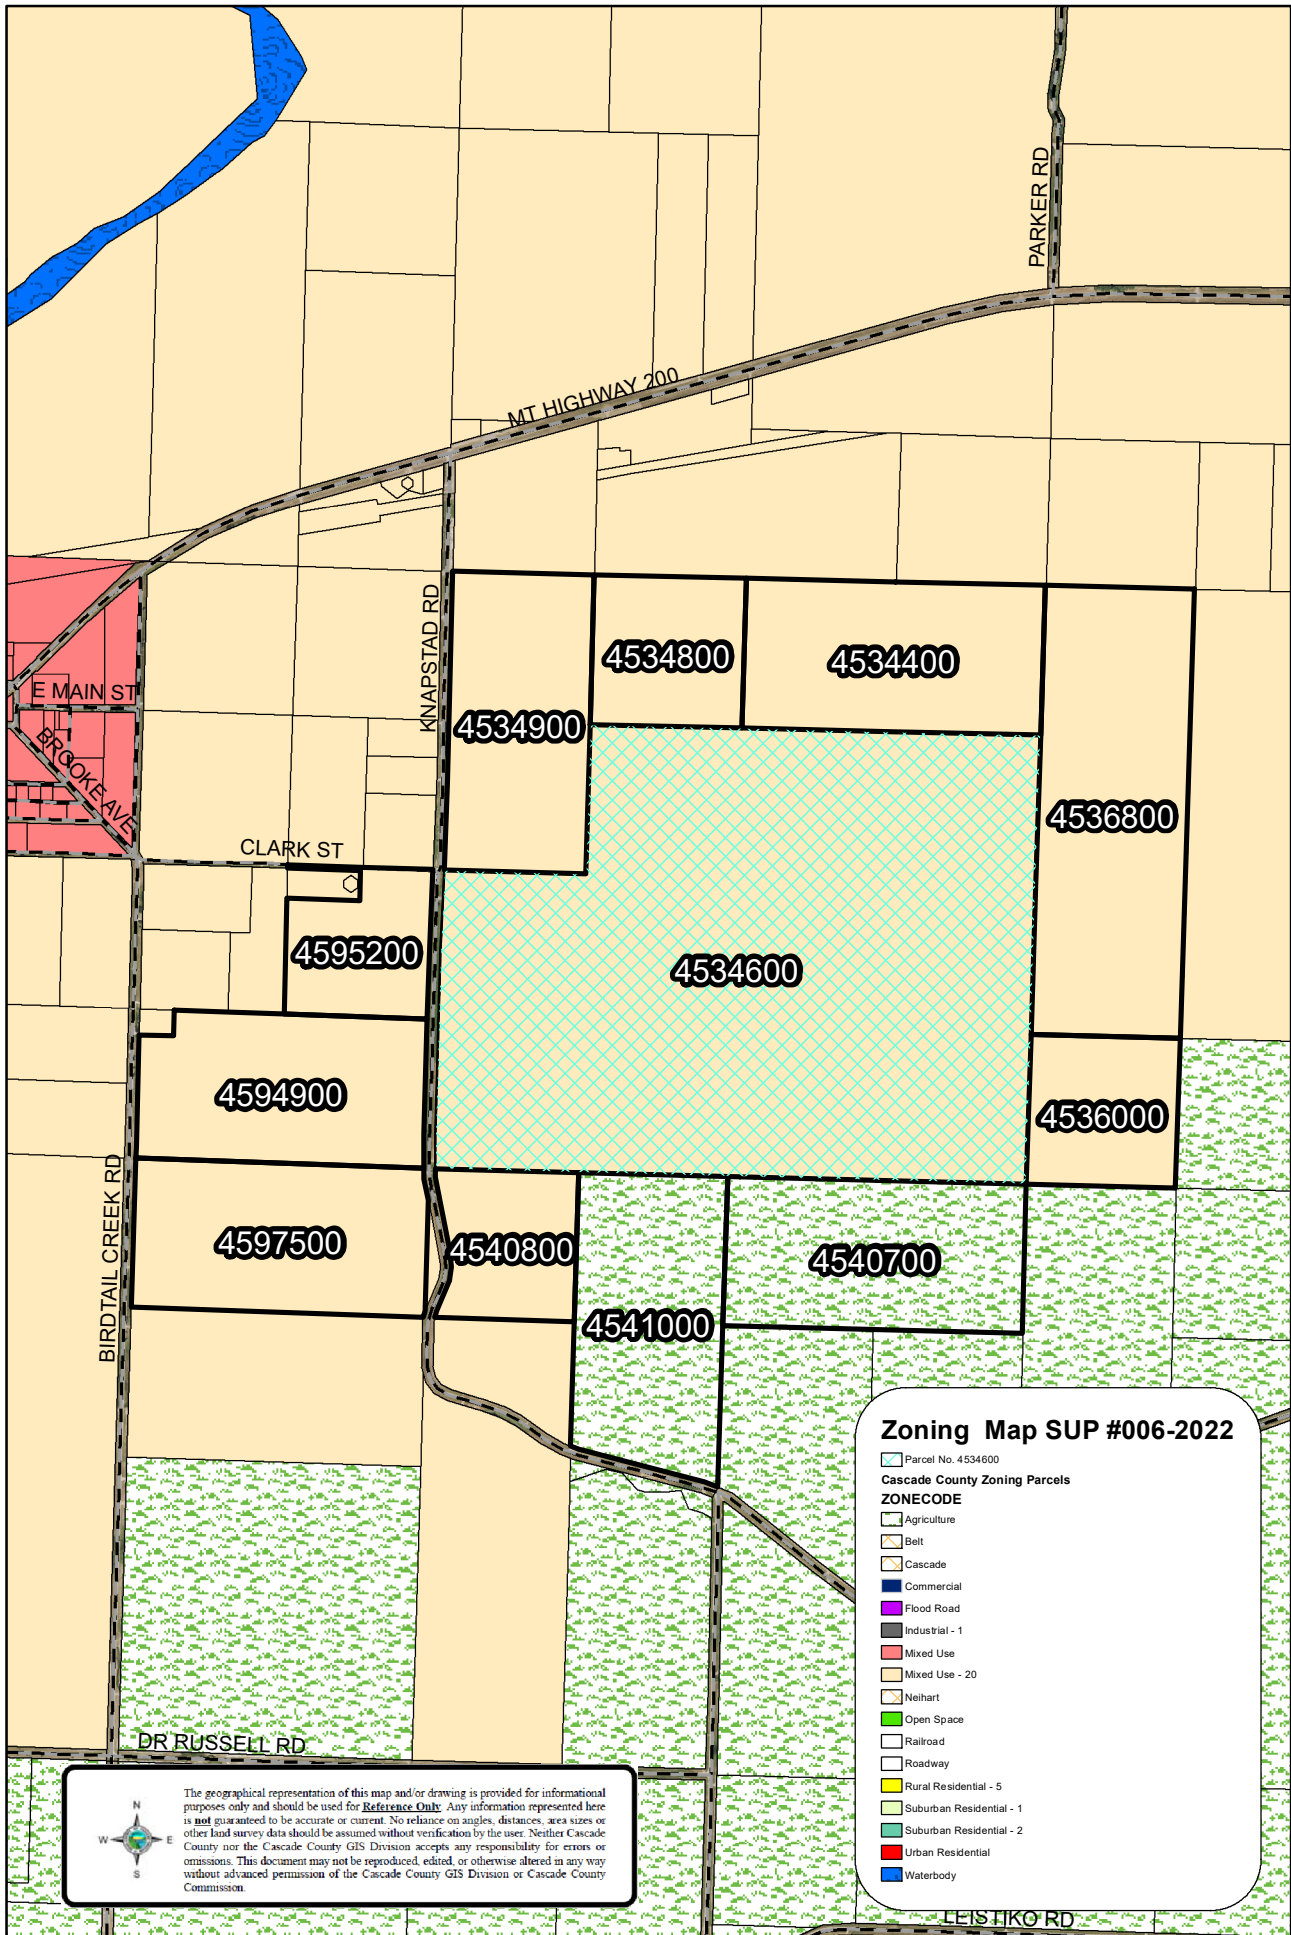 PARKER RD
MT HIGHWAY 200
KNAPSTAD RD
4534800
4534400
4534900
E MAIN ST
BROOKE AVE
4536800
CLARK ST
4595200
4534600
4594900
4536000
BIRDTAIL CREEK RD
4597500
4540800
4540700
4541000
DR RUSSELL RD
LEISTIKO RD
Zoning Map SUP #006-2022
Parcel No. 4534600
Cascade County Zoning Parcels
ZONECODE
Agriculture
Belt
Cascade
Commercial
Flood Road
Industrial - 1
Mixed Use
Mixed Use - 20
Neihart
Open Space
Railroad
Roadway
Rural Residential - 5
Suburban Residential - 1
Suburban Residential - 2
Urban Residential
Waterbody
N
W E
S
The geographical representation of this map and/or drawing is provided for informational
purposes only and should be used for Reference Only. Any information represented here
is not guaranteed to be accurate or current. No reliance on angles, distances, area sizes or
other land survey data should be assumed without verification by the user. Neither Cascade
County nor the Cascade County GIS Division accepts any responsibility for errors or
omissions. This document may not be reproduced, edited, or otherwise altered in any way
without advanced permission of the Cascade County GIS Division or Cascade County
Commission.